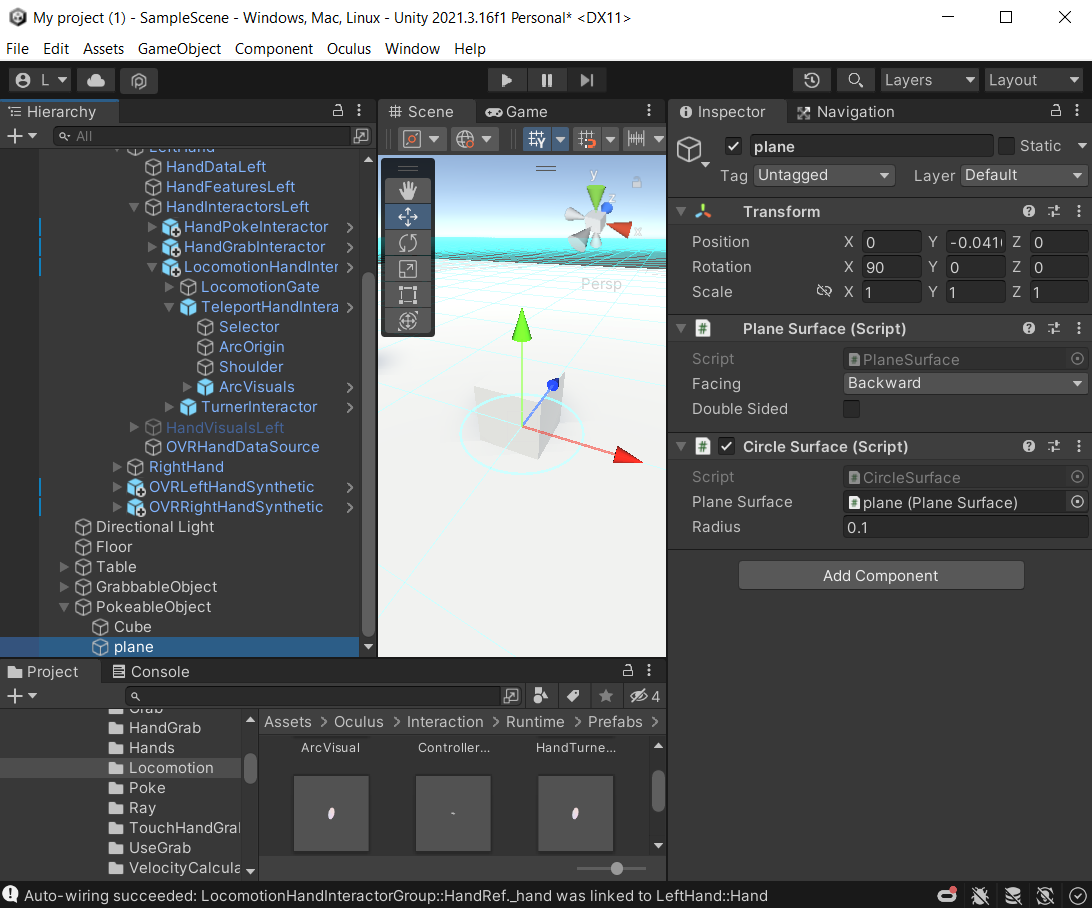 My project (1) - SampleScene - Windows, Mac, Linux - Unity 2021.3.16f1 Personal* <DX11>
File Edit Assets GameObject Component Oculus Window Help
L Layers Layout
Hierarchy
All
LeftHand
HandDataLeft
HandFeaturesLeft
HandInteractorsLeft
HandPokeInteractor
HandGrabInteractor
LocomotionHandInter
LocomotionGate
TeleportHandIntera
Selector
ArcOrigin
Shoulder
ArcVisuals
TurnerInteractor
HandVisualsLeft
OVRHandDataSource
RightHand
OVRLeftHandSynthetic
OVRRightHandSynthetic
Directional Light
Floor
Table
GrabbableObject
PokeableObject
Cube
plane
Scene Game
Y
y
z
x
Persp
Inspector Navigation
plane Static
Tag Untagged Layer Default
Transform
Position X 0 Y -0.041 Z 0
Rotation X 90 Y 0 Z 0
Scale X 1 Y 1 Z 1
# Plane Surface (Script)
Script # PlaneSurface
Facing Backward
Double Sided
# Circle Surface (Script)
Script # CircleSurface
Plane Surface # plane (Plane Surface)
Radius 0.1
Add Component
Project Console
4
Grab
HandGrab
Hands
Locomotion
Poke
Ray
TouchHandGral
UseGrab
VelocityCalcula
Assets > Oculus > Interaction > Runtime > Prefabs >
ArcVisual Controller... HandTurne...
Auto-wiring succeeded: LocomotionHandInteractorGroup::HandRef._hand was linked to LeftHand::Hand